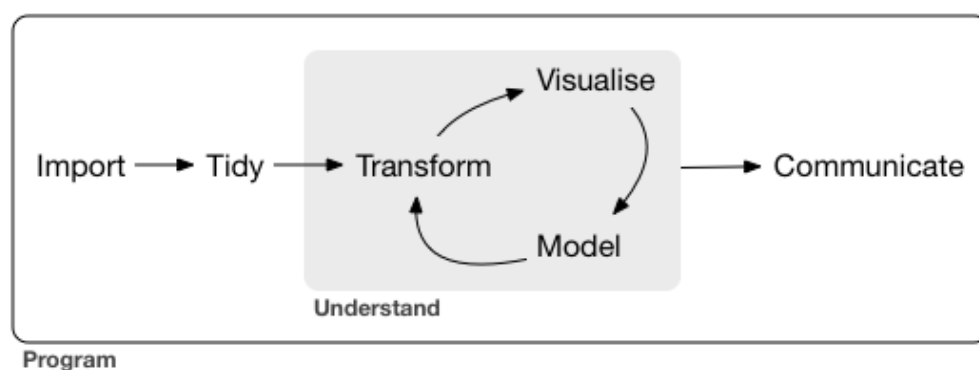 Visualise
Import
Tidy
Transform
Communicate
Model
Understand
Program